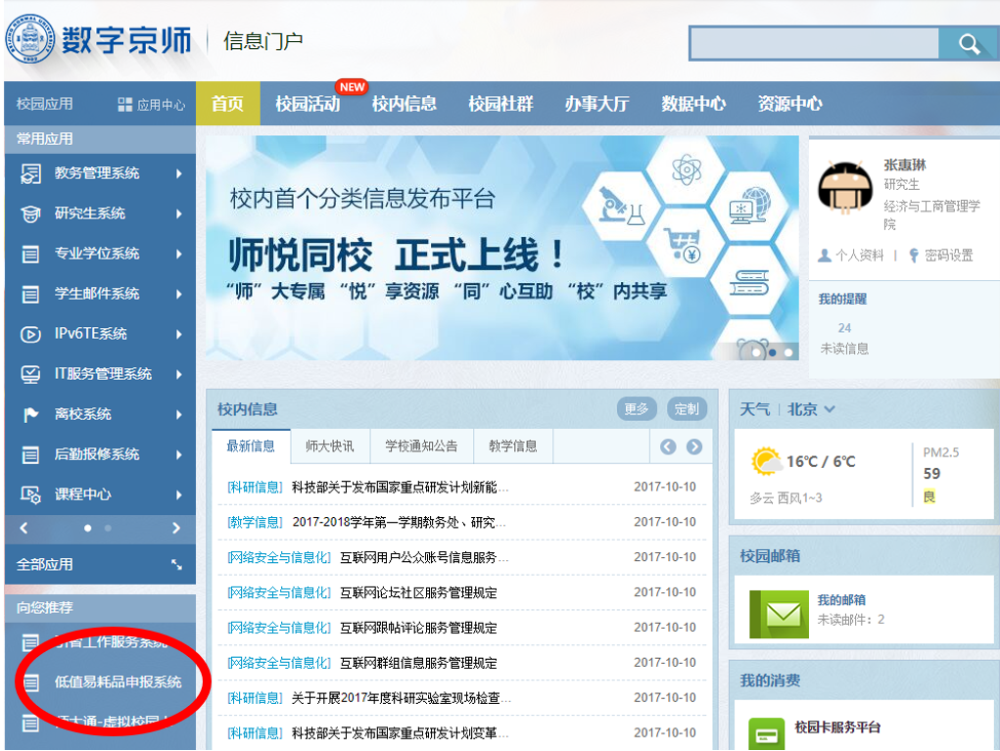 数字京师
信息门户
校园应用
应用中心
首页
校园活动
NEW
校内信息
校园社群
办事大厅
数据中心
资源中心
常用应用
教务管理系统
研究生系统
专业学位系统
学生邮件系统
IPv6TE系统
IT服务管理系统
离校系统
后勤报修系统
课程中心
全部应用
向您推荐
工作服务系统
低值易耗品申报系统
师大通-虚拟校园
校内首个分类信息发布平台
师悦同校 正式上线！
“师”大专属 “悦”享资源 “同”心互助 “校”内共享
张惠琳
研究生
经济与工商管理学
院
个人资料 | 密码设置
我的提醒
24
未读信息
校内信息
更多
定制
最新信息
师大快讯
学校通知公告
教学信息
[科研信息] 科技部关于发布国家重点研发计划新能... 2017-10-10
[教学信息] 2017-2018学年第一学期教务处、研究... 2017-10-10
[网络安全与信息化] 互联网用户公众账号信息服务... 2017-10-10
[网络安全与信息化] 互联网论坛社区服务管理规定 2017-10-10
[网络安全与信息化] 互联网跟帖评论服务管理规定 2017-10-10
[网络安全与信息化] 互联网群组信息服务管理规定 2017-10-10
[科研信息] 关于开展2017年度科研实验室现场检查... 2017-10-10
[科研信息] 科技部关于发布国家重点研发计划变革... 2017-10-10
天气 | 北京
16℃ / 6℃
多云 西风1~3
PM2.5
59
良
校园邮箱
我的邮箱
未读邮件：2
我的消费
校园卡服务平台